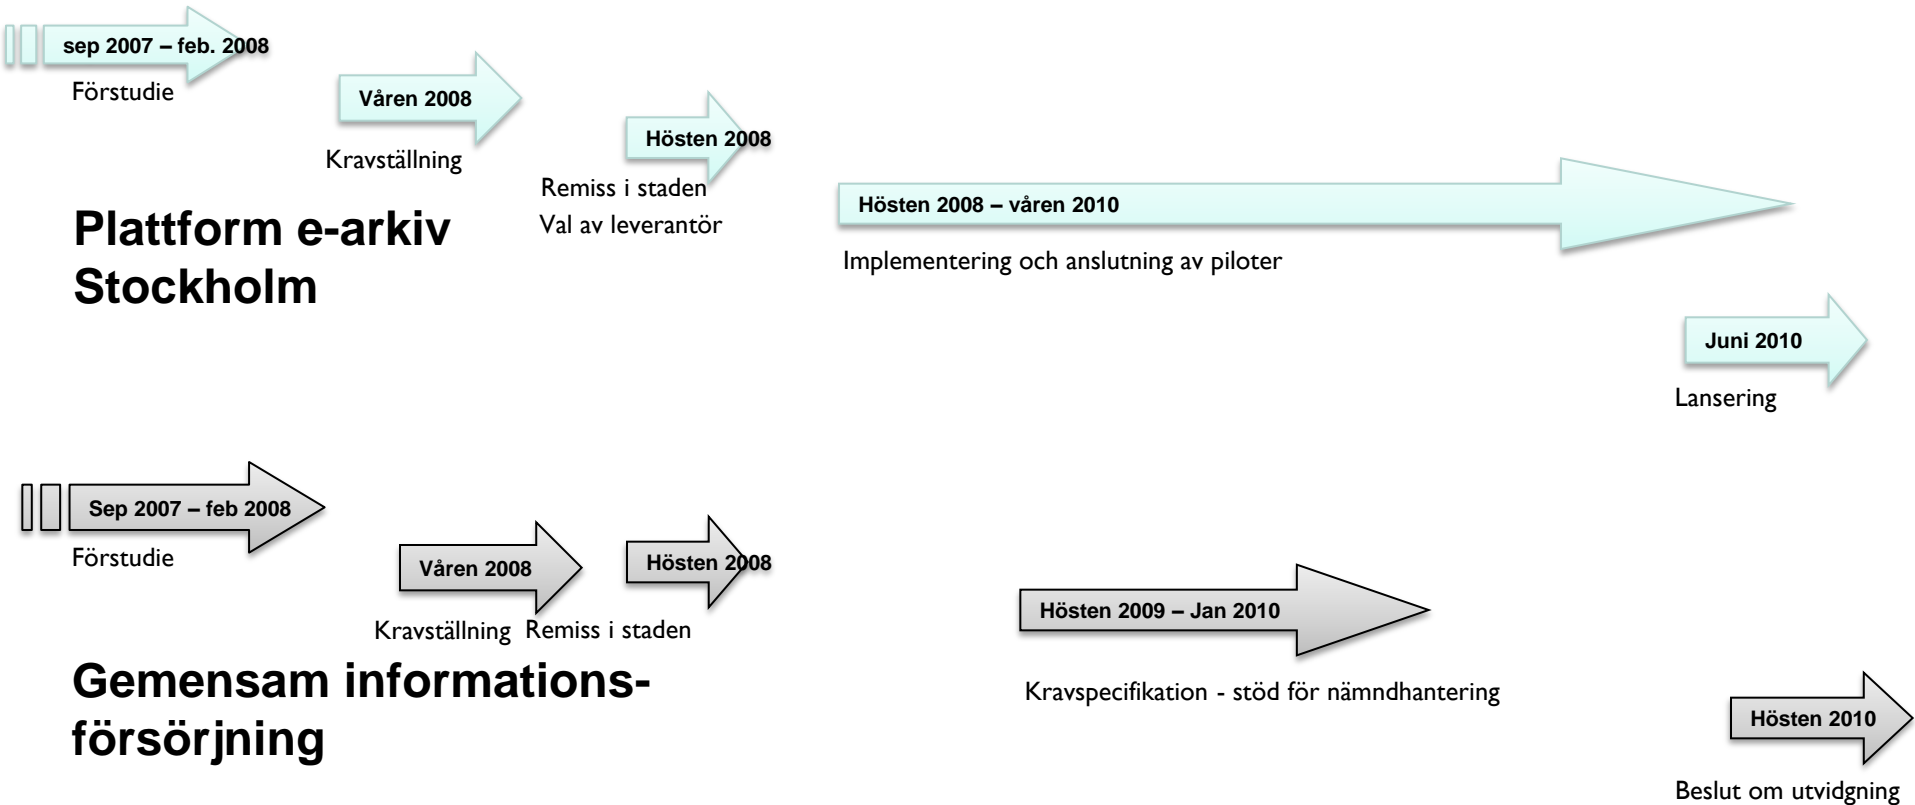 sep 2007 – feb. 2008
Förstudie
Våren 2008
Kravställning
Hösten 2008
Remiss i staden
Val av leverantör
Hösten 2008 – våren 2010
Implementering och anslutning av piloter
Plattform e-arkiv
Stockholm
Juni 2010
Lansering
Sep 2007 – feb 2008
Förstudie
Våren 2008
Kravställning
Hösten 2008
Remiss i staden
Hösten 2009 – Jan 2010
Kravspecifikation - stöd för nämndhantering
Gemensam informations-
försörjning
Hösten 2010
Beslut om utvidgning